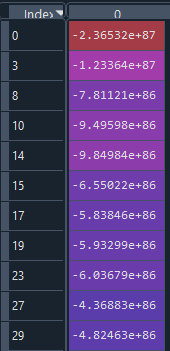 Index 0
0 -2.36532e+87
3 -1.23364e+87
8 -7.81121e+86
10 -9.49598e+86
14 -9.84984e+86
15 -6.55022e+86
17 -5.83846e+86
19 -5.93299e+86
23 -6.03679e+86
27 -4.36883e+86
29 -4.82463e+86